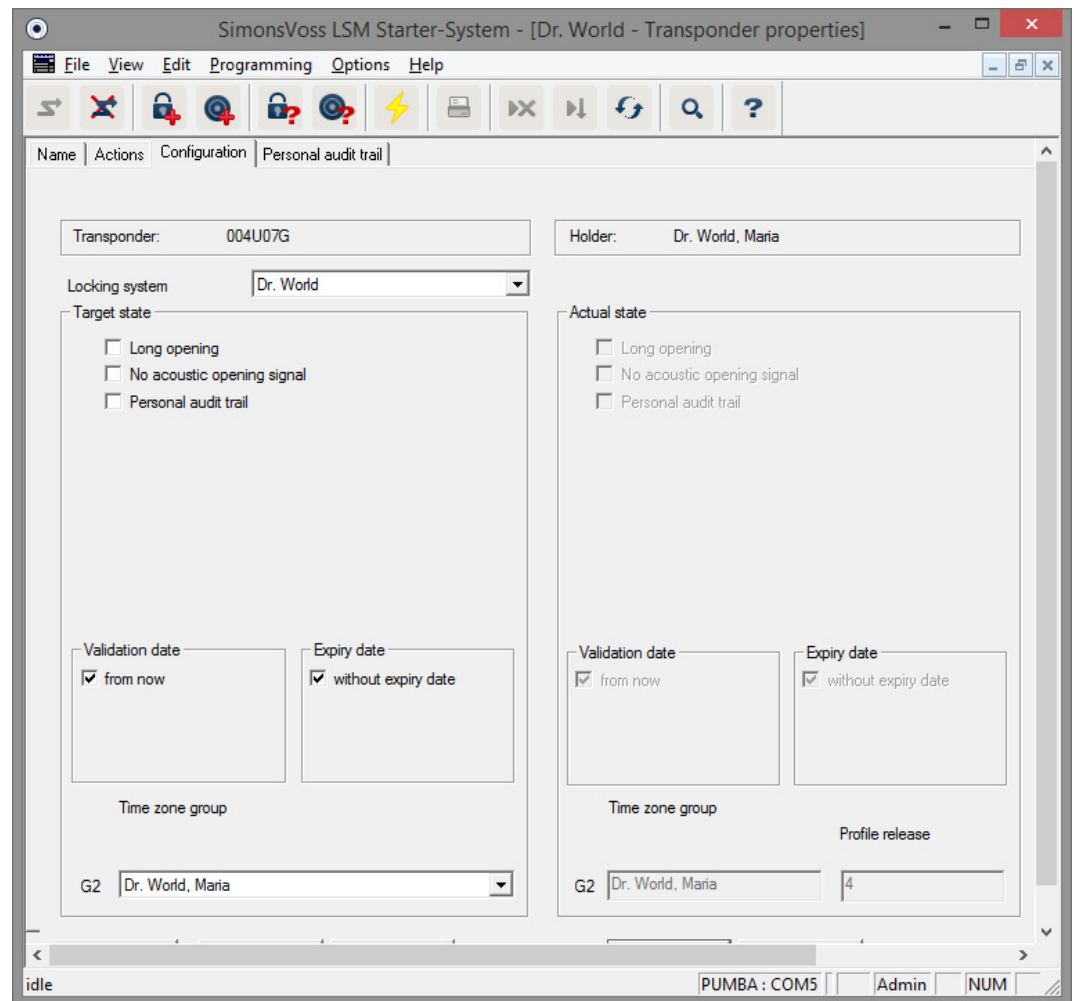 SimonsVoss LSM Starter-System - [Dr. World - Transponder properties]
File View Edit Programming Options Help
Name Actions Configuration Personal audit trail
Transponder: 004U07G Holder: Dr. World, Maria
Locking system Dr. World
Target state Actual state
Long opening Long opening
No acoustic opening signal No acoustic opening signal
Personal audit trail Personal audit trail
Validation date Expiry date Validation date Expiry date
from now without expiry date from now without expiry date
Time zone group Time zone group
Profile release
G2 Dr. World, Maria G2 Dr. World, Maria 4
idle PUMBA : COM5 Admin NUM